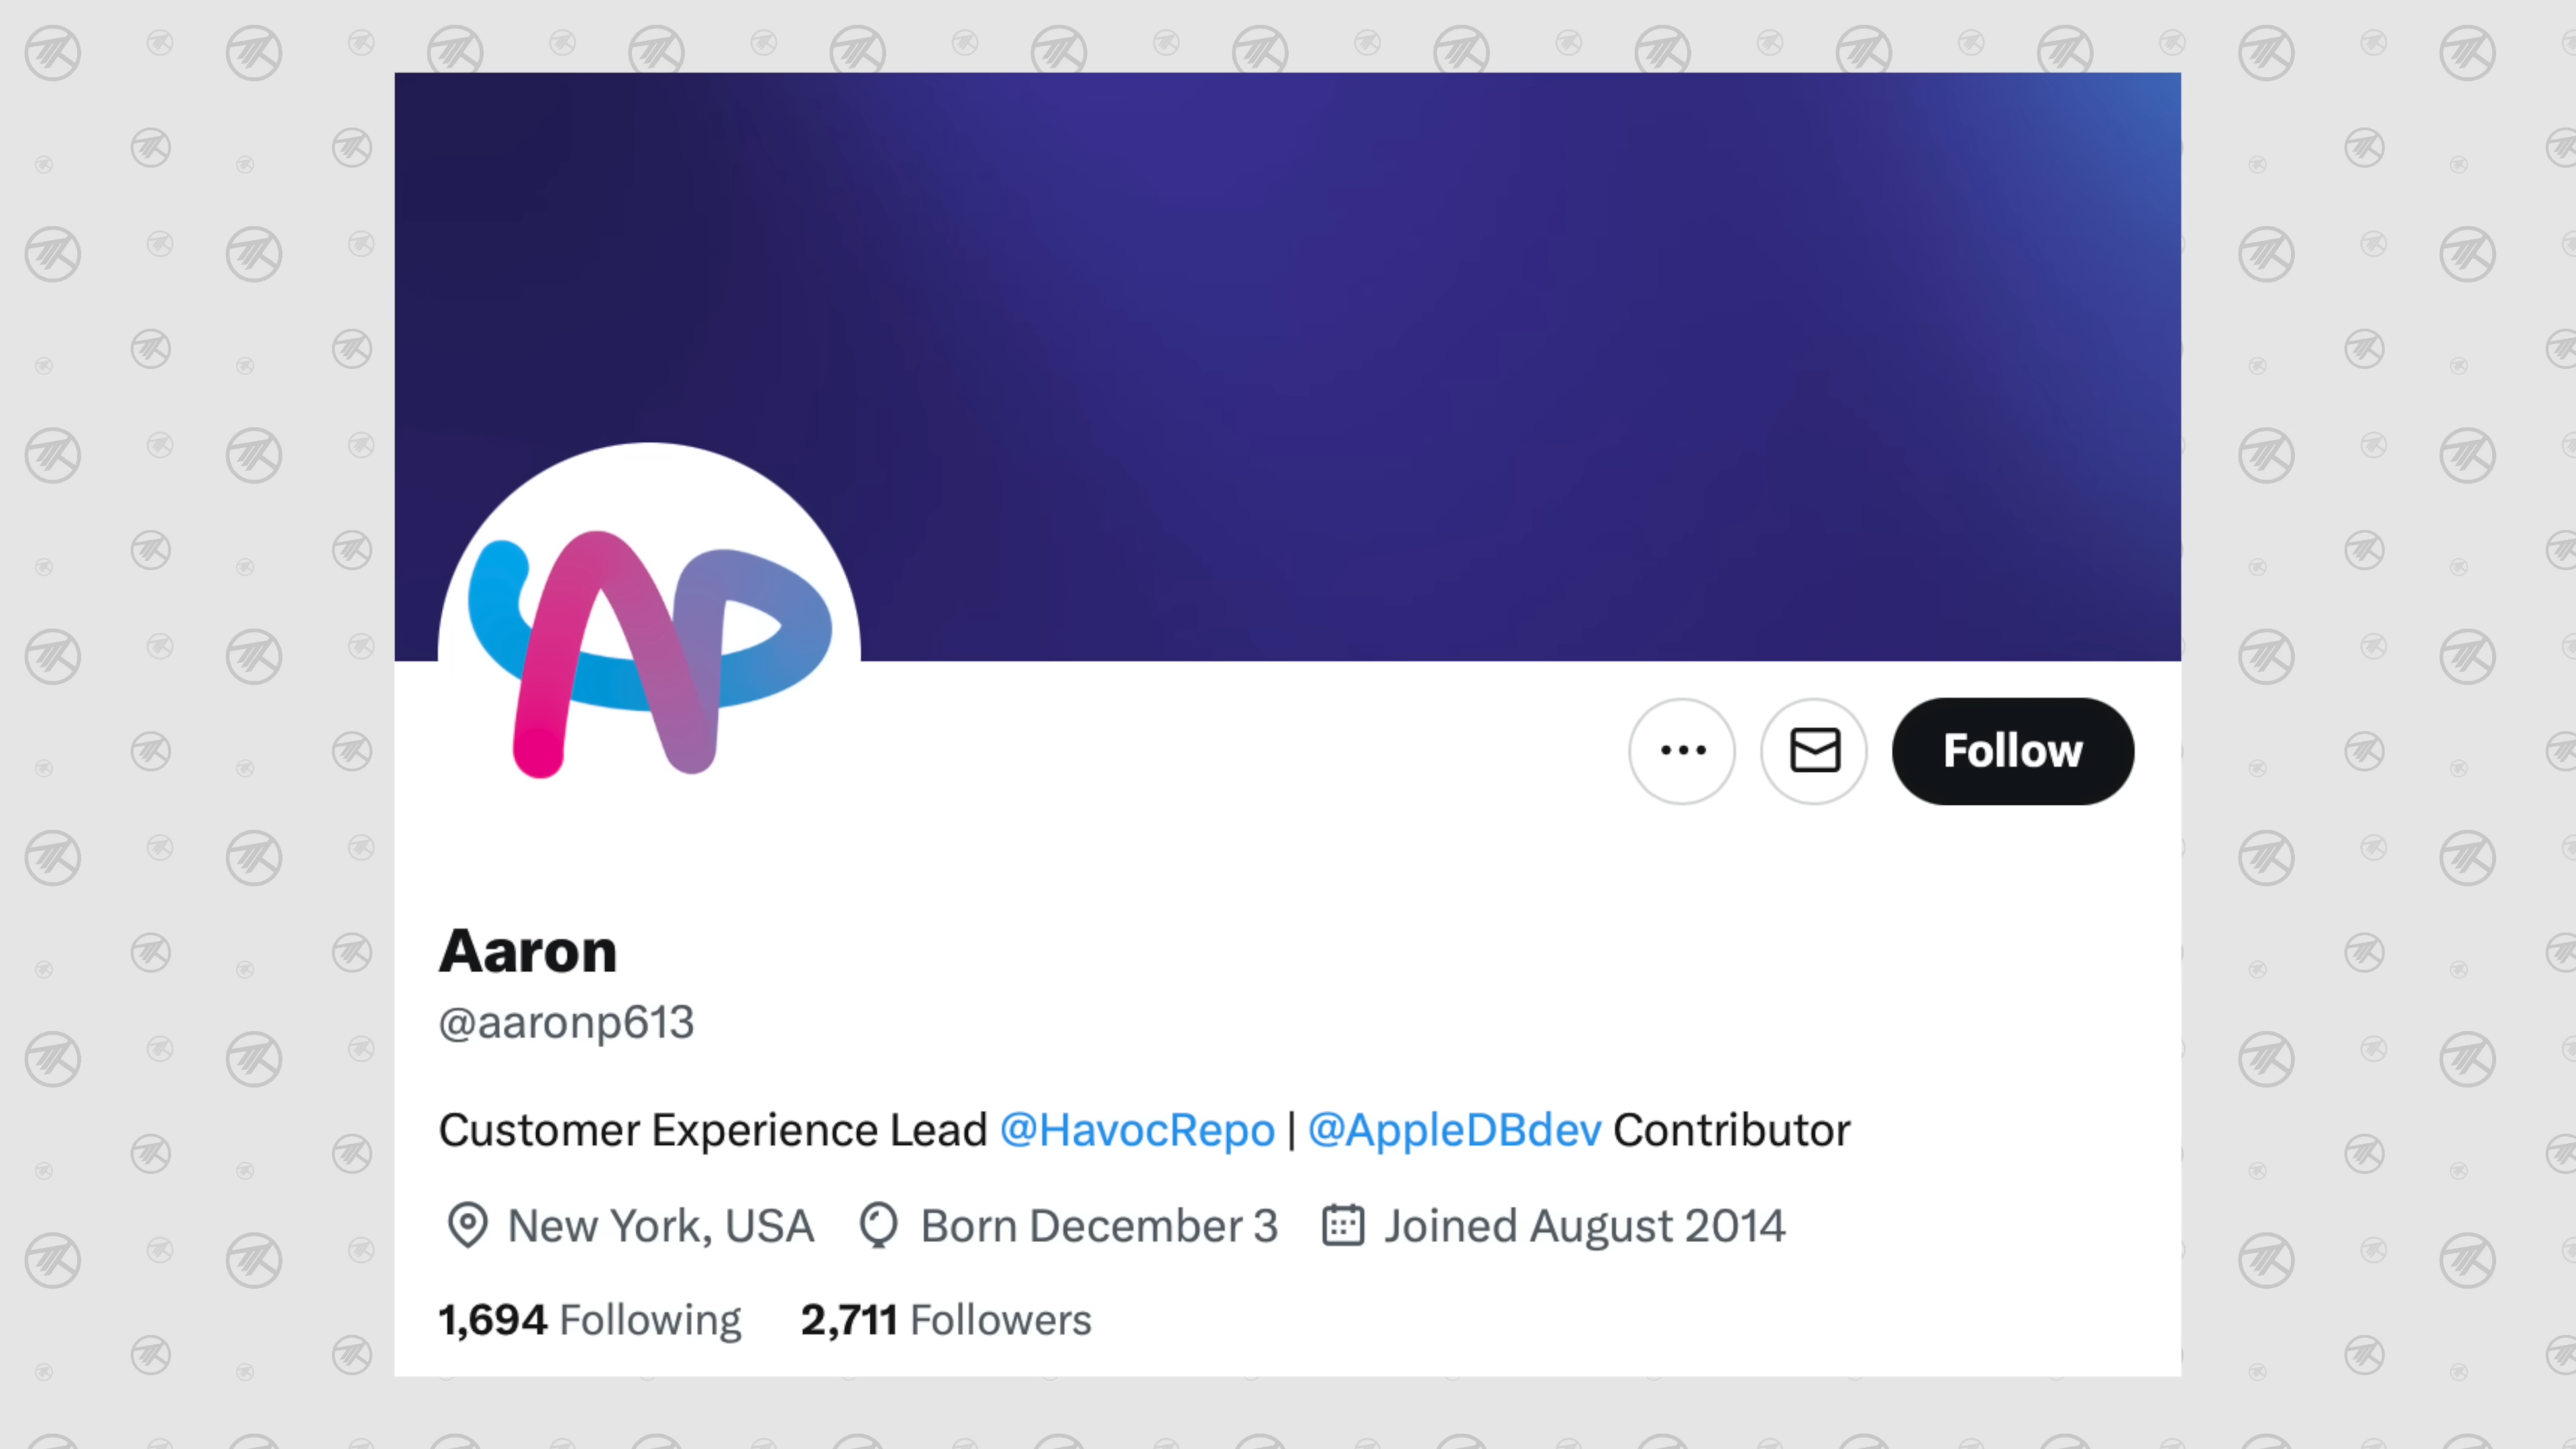 Follow
Aaron
@aaronp613
Customer Experience Lead @HavocRepo | @AppleDBdev Contributor
New York, USA Born December 3 Joined August 2014
1,694 Following 2,711 Followers